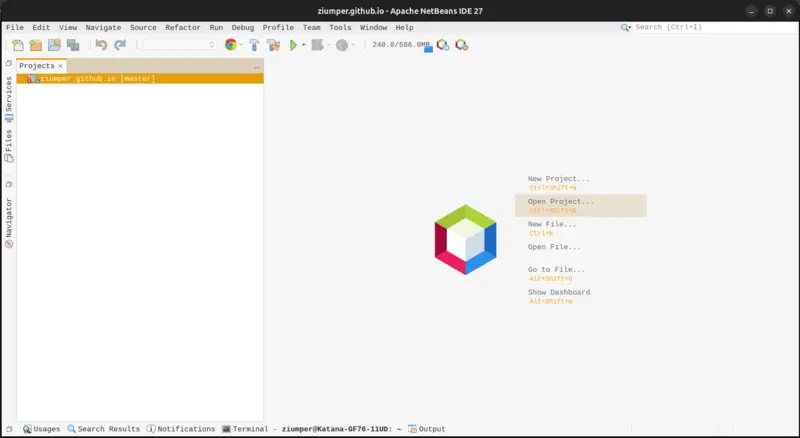 ziumper.github.io - Apache NetBeans IDE 27
File Edit View Navigate Source Refactor Run Debug Profile Team Tools Window Help
Search (Ctrl+I)
240.0/586.0MB
Projects
ziumper.github.io [master]
Services
Files
Navigator
New Project...
Ctrl+Shift+N
Open Project...
Ctrl+Shift+O
New File...
Ctrl+N
Open File...
Go to File...
Alt+Shift+O
Show Dashboard
Alt+Shift+W
Usages Search Results Notifications Terminal - ziumper@Katana-GF76-11UD: ~ Output